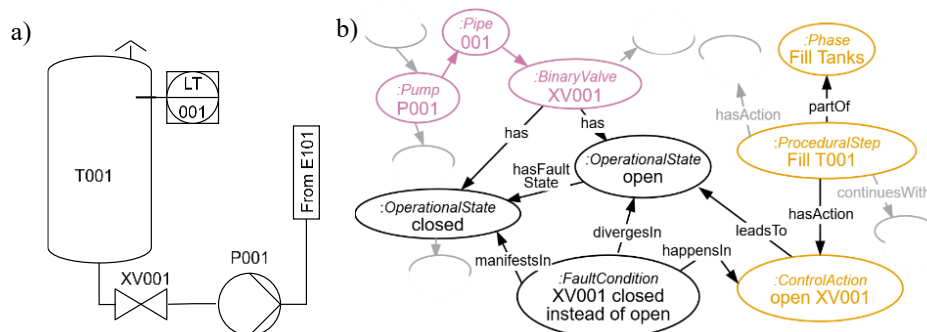 a)
LT
001
T001
From E101
XV001
P001
b)
:Pipe
001
:Pump
P001
:BinaryValve
XV001
:Phase
Fill Tanks
hasAction
partOf
:ProceduralStep
Fill T001
continuesWith
has
has
hasFault
State
:OperationalState
open
:OperationalState
closed
hasAction
leadsTo
divergesIn
happensIn
manifestsIn
:FaultCondition
XV001 closed
instead of open
:ControlAction
open XV001